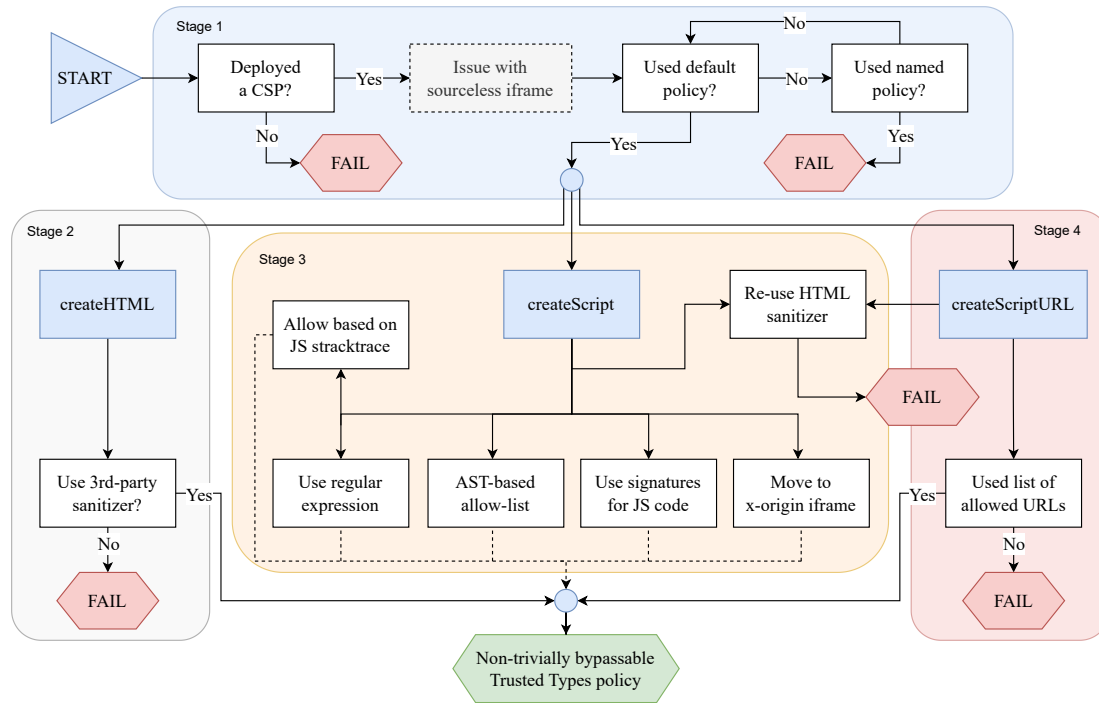 Stage 1
START
Deployed
a CSP?
Yes
Issue with
sourceless iframe
Used default
policy?
No
No
Used named
policy?
No
FAIL
Yes
FAIL
Yes
Stage 2
createHTML
Use 3rd-party
sanitizer?
Yes
No
FAIL
Stage 3
createScript
Re-use HTML
sanitizer
Allow based on
JS stracktrace
FAIL
Use regular
expression
AST-based
allow-list
Use signatures
for JS code
Move to
x-origin iframe
Stage 4
createScriptURL
Used list of
allowed URLs
Yes
No
FAIL
Non-trivially bypassable
Trusted Types policy